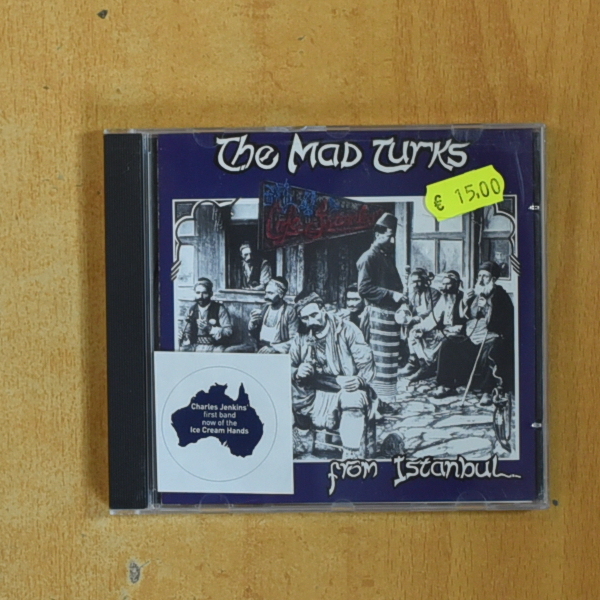 The Mad Turks
€ 15,00
Charles Jenkins'
first band
now of the
Ice Cream Hands
from Istanbul...